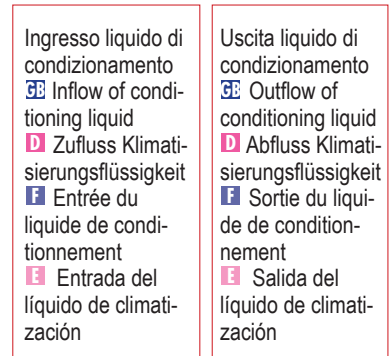 Ingresso liquido di
condizionamento
GB Inflow of condi-
tioning liquid
D Zufluss Klimati-
sierungsflüssigkeit
F Entrée du
liquide de condi-
tionnement
E Entrada del
líquido de climati-
zación
Uscita liquido di
condizionamento
GB Outflow of
conditioning liquid
D Abfluss Klimati-
sierungsflüssigkeit
F Sortie du liqui-
de de condition-
nement
E Salida del
líquido de climati-
zación